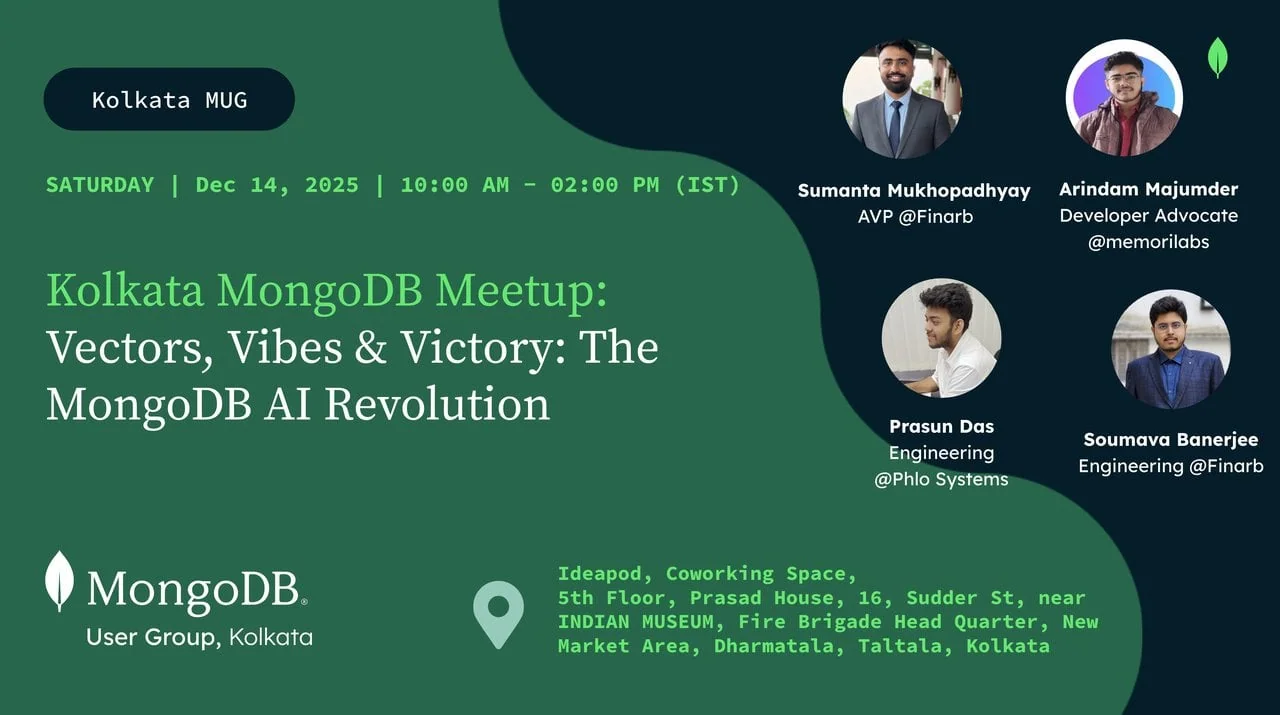 Kolkata MUG
SATURDAY | Dec 14, 2025 | 10:00 AM – 02:00 PM (IST)
Kolkata MongoDB Meetup:
Vectors, Vibes & Victory: The
MongoDB AI Revolution
Sumanta Mukhopadhyay
AVP @Finarb
Arindam Majumder
Developer Advocate
@memorilabs
Prasun Das
Engineering
@Phlo Systems
Soumava Banerjee
Engineering @Finarb
MongoDB®
User Group, Kolkata
Ideapod, Coworking Space,
5th Floor, Prasad House, 16, Sudder St, near
INDIAN MUSEUM, Fire Brigade Head Quarter, New
Market Area, Dharmatala, Taltala, Kolkata